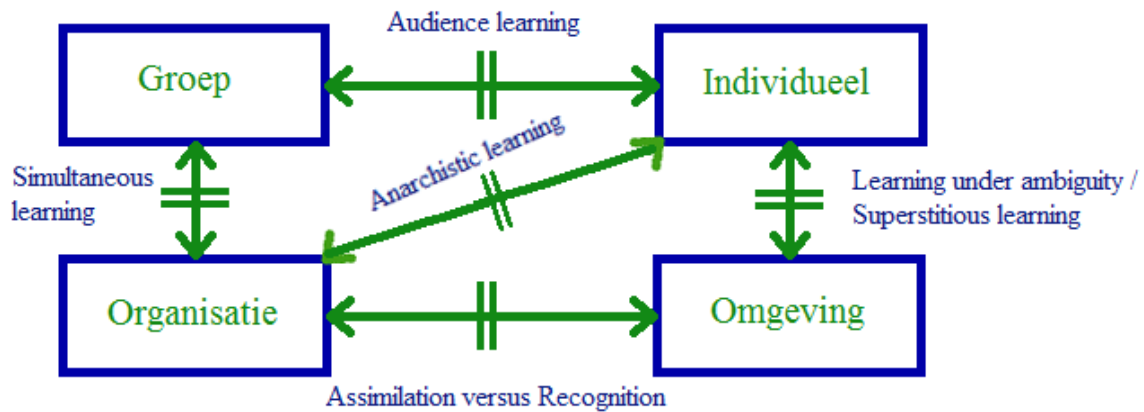 Audience learning
Groep
Individueel
Anarchistic learning
Simultaneous
learning
Learning under ambiguity /
Superstitious learning
Organisatie
Omgeving
Assimilation versus Recognition